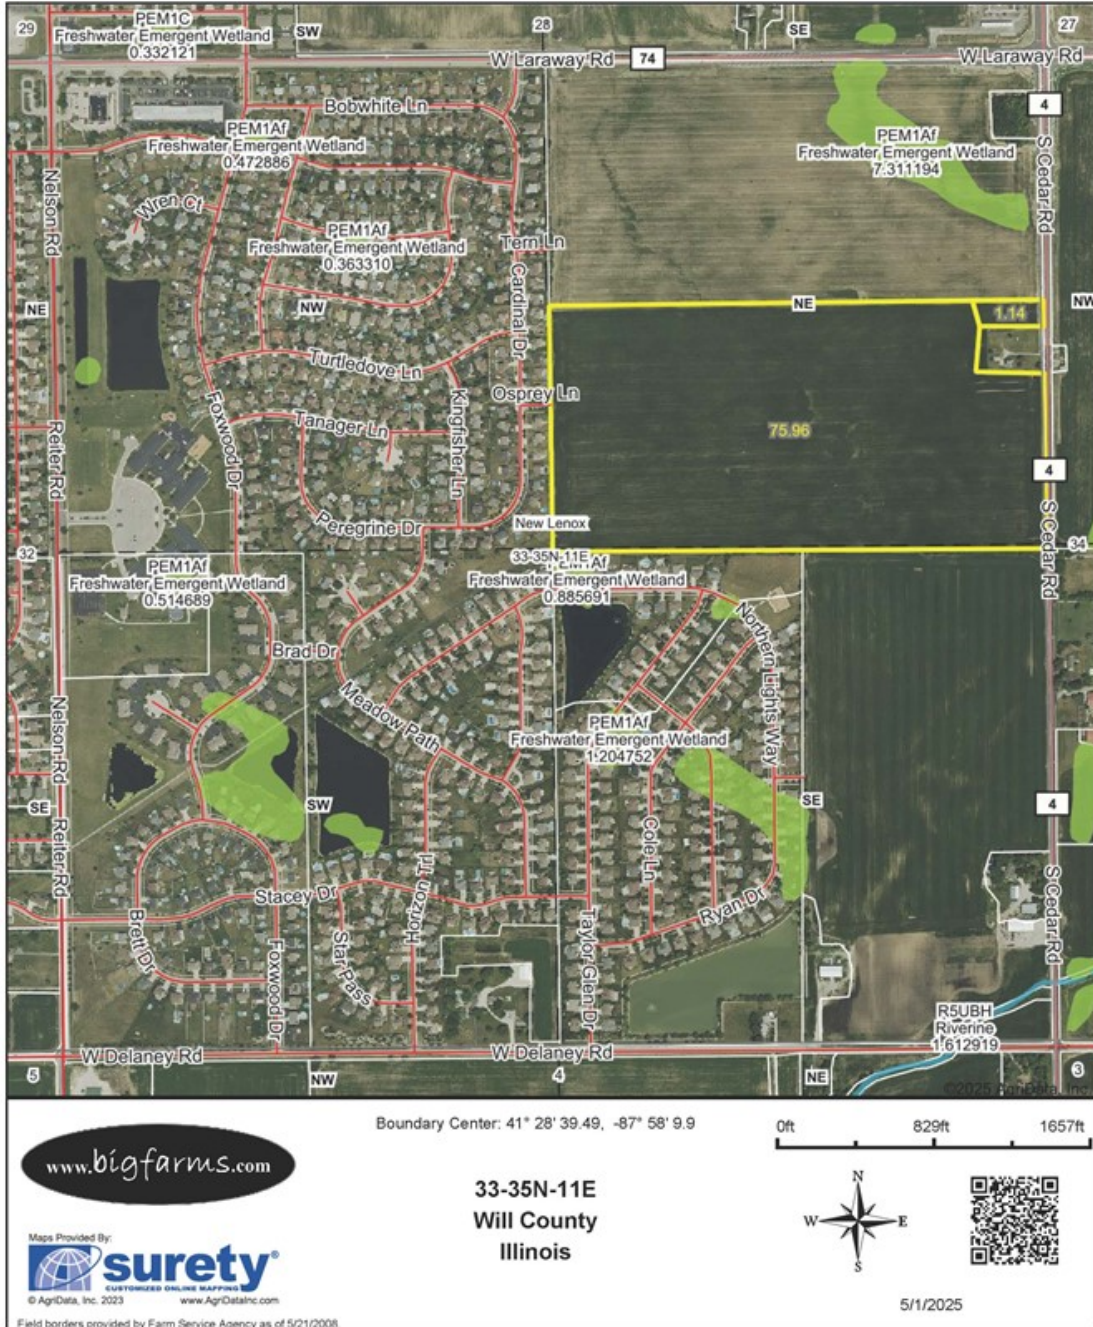 29
PEM1C
Freshwater Emergent Wetland
0.332121
SW
28
SE
27
W Laraway Rd
74
W Laraway Rd
Bobwhite Ln
4
PEM1Af
Freshwater Emergent Wetland
0.472886
PEM1Af
Freshwater Emergent Wetland
7.311194
Nelson Rd
S Cedar Rd
Wren Ct
PEM1Af
Freshwater Emergent Wetland
0.363310
Tern Ln
Cardinal Dr
NE
NW
NE
NW
1.14
Turtledove Ln
Osprey Ln
Foxwood Dr
Kingfisher Ln
Tanager Ln
75.96
Reiter Rd
4
Peregrine Dr
New Lenox
S Cedar Rd
32
34
33-35N-11E
PEM1Af
Freshwater Emergent Wetland
0.514689
PEM1Af
Freshwater Emergent Wetland
0.885691
Northern Lights Way
Brad Dr
Meadow Path
Nelson Rd
PEM1Af
Freshwater Emergent Wetland
1.204752
SE
SW
SE
4
Reiter Rd
Cole Ln
Horizon Tl
Stacey Dr
Ryan Dr
S Cedar Rd
Brett Dr
Foxwood Dr
Star Pass
Taylor Glen Dr
R5UBH
Riverine
1.612919
W Delaney Rd
W Delaney Rd
5
NW
4
NE
3
©2025 AgriData, Inc.
Boundary Center: 41° 28' 39.49, -87° 58' 9.9
0ft 829ft 1657ft
www.bigfarms.com
33-35N-11E
Will County
Illinois
N
W E
S
Maps Provided By:
surety®
CUSTOMIZED ONLINE MAPPING
© AgriData, Inc. 2023 www.AgriDataInc.com
5/1/2025
Field borders provided by Farm Service Agency as of 5/21/2008.